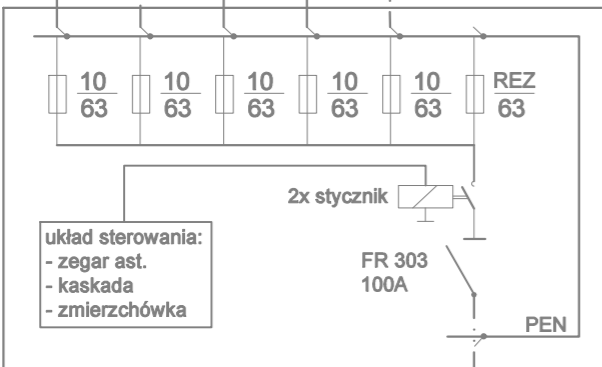 10 10 10 10 10 REZ
63 63 63 63 63 63
2x stycznik
układ sterowania:
- zegar ast.
- kaskada
- zmierzchówka
FR 303
100A
PEN